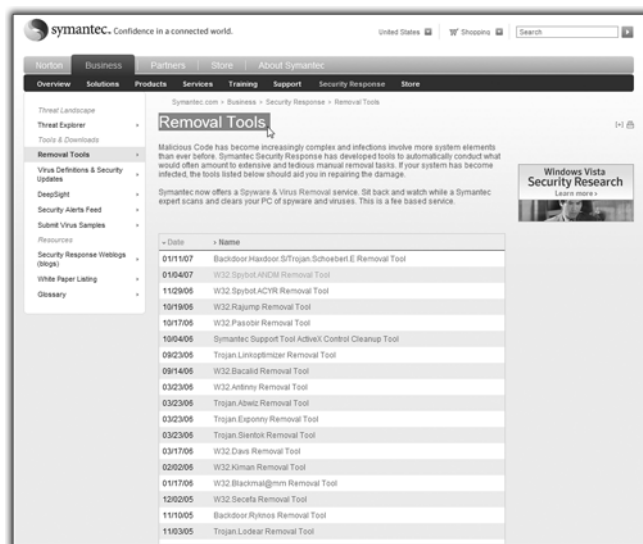 symantec. Confidence in a connected world.
United States
Shopping
Search
Norton
Business
Partners
Store
About Symantec
Overview
Solutions
Products
Services
Training
Support
Security Response
Store
Threat Landscape
Threat Explorer
Tools & Downloads
Removal Tools
Virus Definitions & Security
Updates
DeepSight
Security Alerts Feed
Submit Virus Samples
Resources
Security Response Weblogs
(blogs)
White Paper Listing
Glossary
Symantec.com > Business > Security Response > Removal Tools
Removal Tools
Malicious Code has become increasingly complex and infections involve more system elements
than ever before. Symantec Security Response has developed tools to automatically conduct what
would often amount to extensive and tedious manual removal tasks. If your system has become
infected, the tools listed below should aid you in repairing the damage.
Symantec now offers a Spyware & Virus Removal service. Sit back and watch while a Symantec
expert scans and clears your PC of spyware and viruses. This is a fee based service.
Date Name
01/11/07 Backdoor.Haxdoor.S/Trojan.Schoeberl.E Removal Tool
01/04/07 W32.Spybot.ANDM Removal Tool
11/29/06 W32.Spybot.ACYR Removal Tool
10/19/06 W32.Rajump Removal Tool
10/17/06 W32.Pasobir Removal Tool
10/04/06 Symantec Support Tool ActiveX Control Cleanup Tool
09/23/06 Trojan.Linkoptimizer Removal Tool
09/14/06 W32.Bacalid Removal Tool
03/23/06 W32.Antinny Removal Tool
03/23/06 Trojan.Abwiz Removal Tool
03/23/06 Trojan.Exponny Removal Tool
03/23/06 Trojan.Sientok Removal Tool
03/17/06 W32.Davs Removal Tool
02/02/06 W32.Kiman Removal Tool
01/17/06 W32.Blackmal@mm Removal Tool
12/02/05 W32.Secefa Removal Tool
11/10/05 Backdoor.Ryknos Removal Tool
11/03/05 Trojan.Lodear Removal Tool
Windows Vista
Security Research
Learn more ›